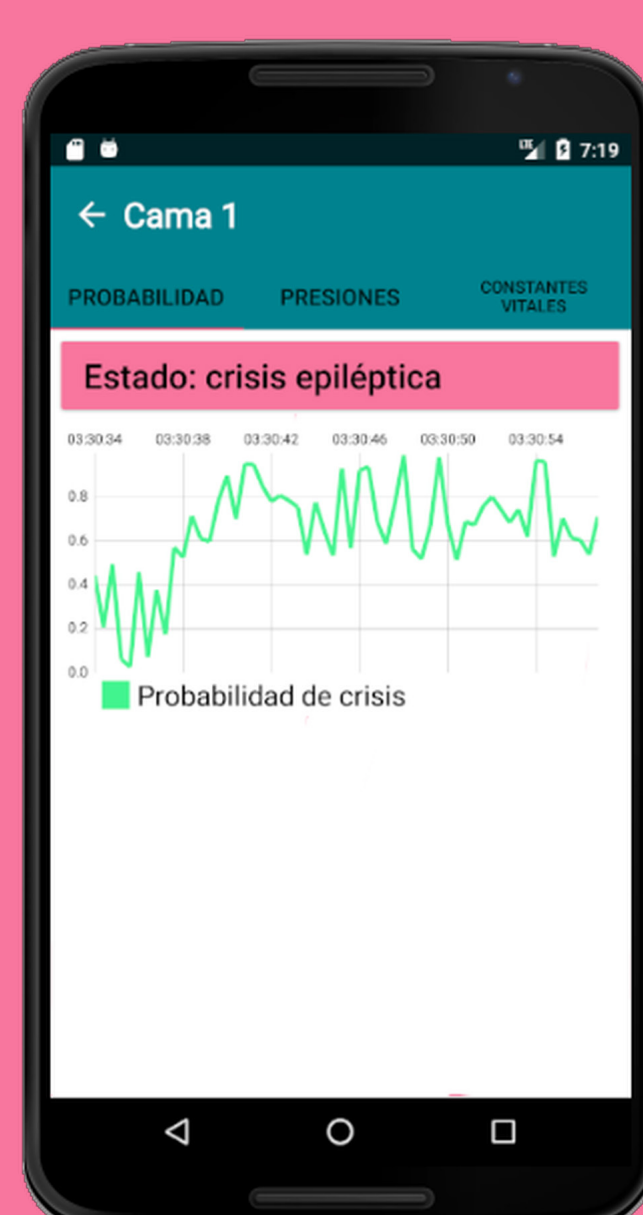 LTE 7:19
Cama 1
PROBABILIDAD PRESIONES CONSTANTES
VITALES
Estado: crisis epiléptica
03:30:34 03:30:38 03:30:42 03:30:46 03:30:50 03:30:54
0.8
0.6
0.4
0.2
0.0
Probabilidad de crisis